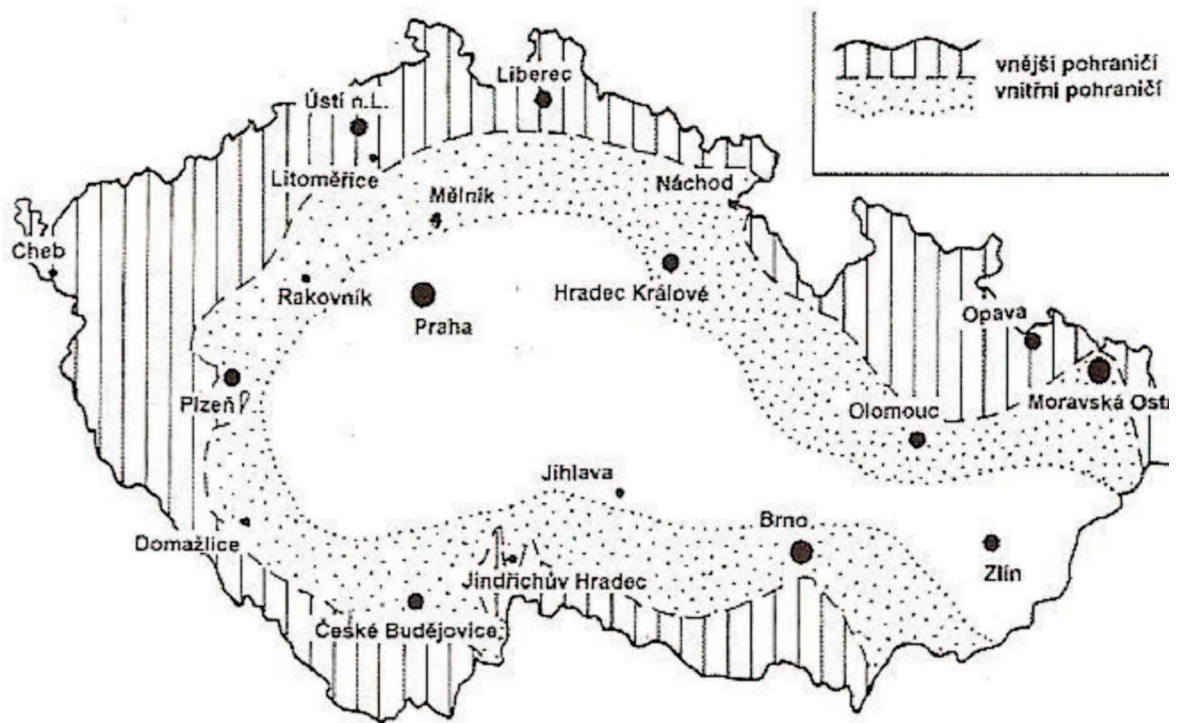 vnější pohraničí
vnitřní pohraničí
Liberec
Ústí n.L.
Litoměřice
Mělník
Náchod
Cheb
Rakovník
Hradec Králové
Praha
Opava
Plzeň
Olomouc
Moravská Ostr
Jihlava
Domažlice
Brno
Jindřichův Hradec
Zlín
České Budějovice